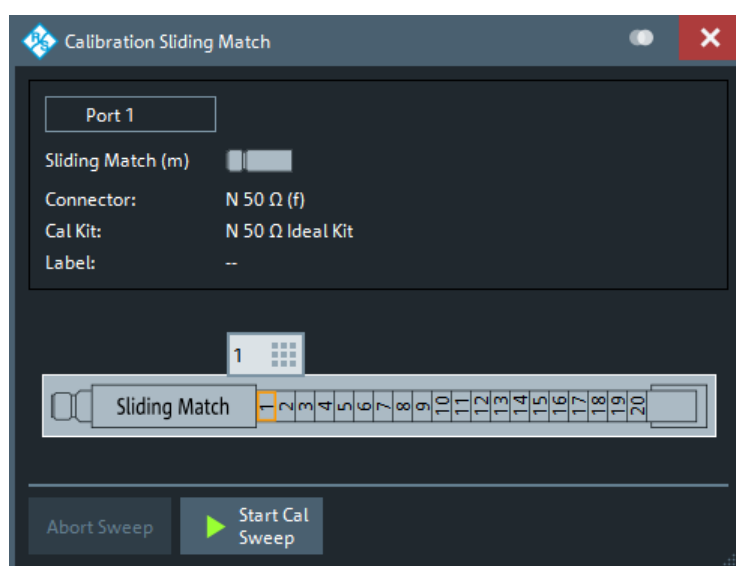 R&S Calibration Sliding Match
Port 1
Sliding Match (m)
Connector: N 50 Ω (f)
Cal Kit: N 50 Ω Ideal Kit
Label: --
1
Sliding Match 1 2 3 4 5 6 7 8 9 10 11 12 13 14 15 16 17 18 19 20
Abort Sweep
Start Cal
Sweep